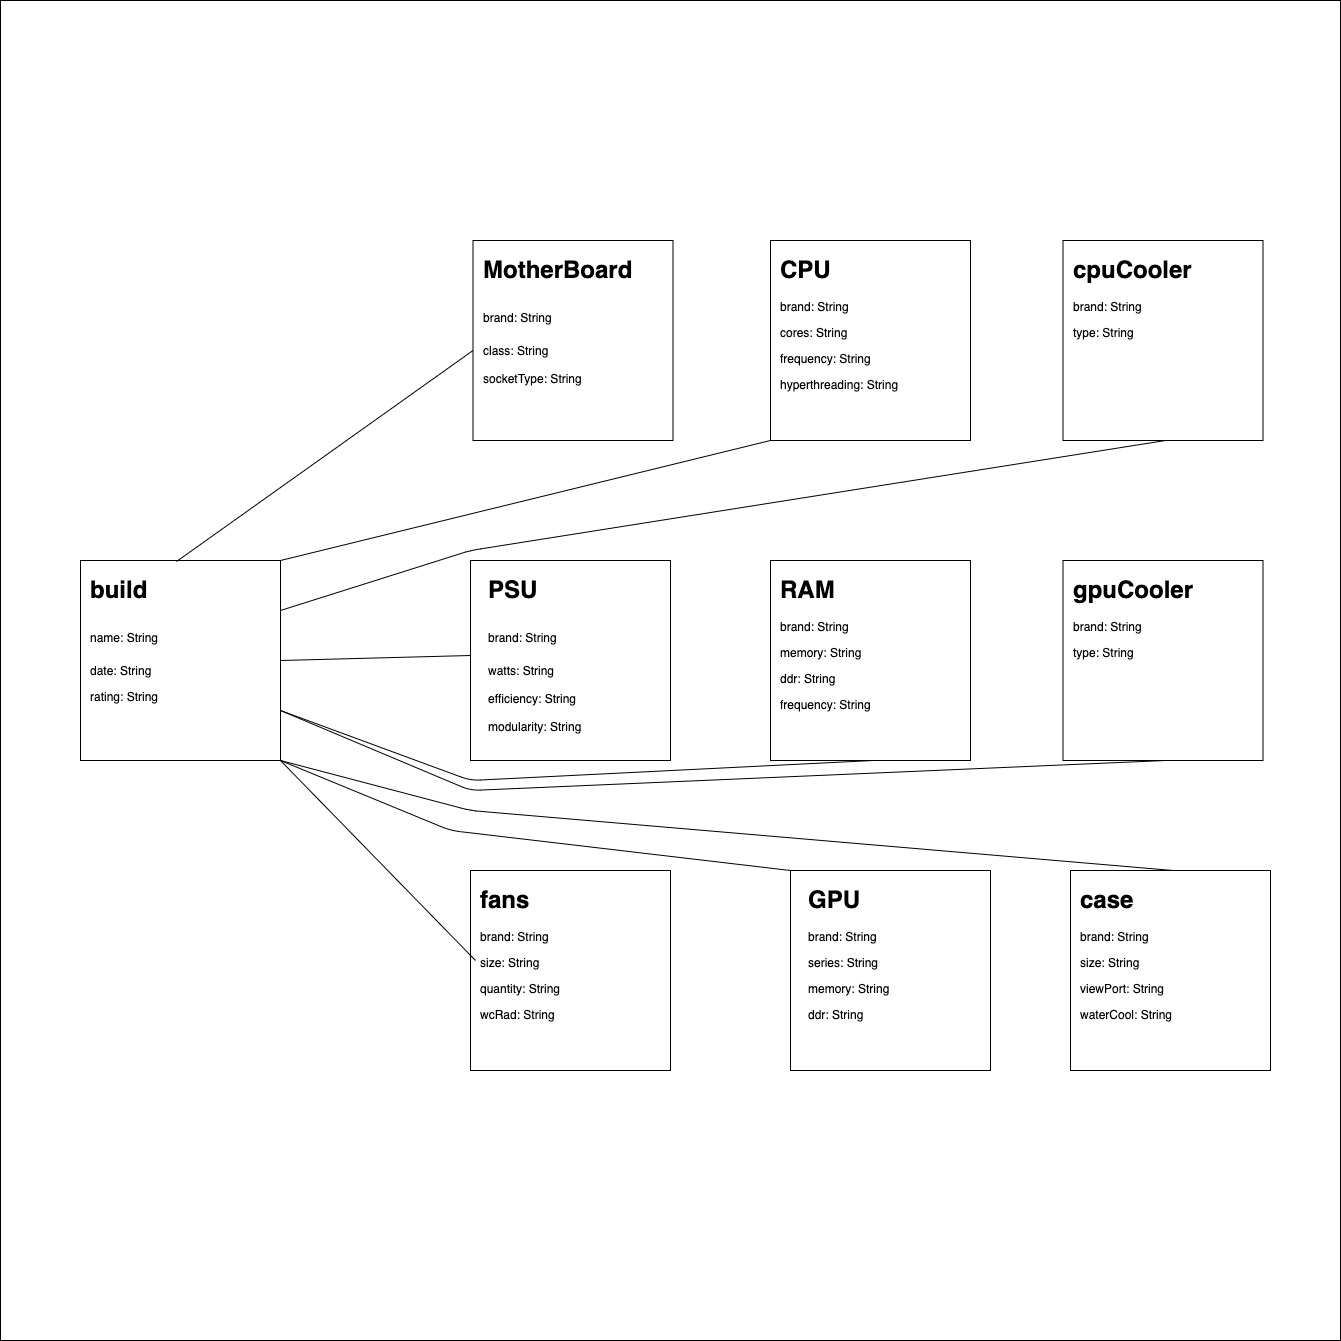 MotherBoard
brand: String
class: String
socketType: String
CPU
brand: String
cores: String
frequency: String
hyperthreading: String
cpuCooler
brand: String
type: String
build
name: String
date: String
rating: String
PSU
brand: String
watts: String
efficiency: String
modularity: String
RAM
brand: String
memory: String
ddr: String
frequency: String
gpuCooler
brand: String
type: String
fans
brand: String
size: String
quantity: String
wcRad: String
GPU
brand: String
series: String
memory: String
ddr: String
case
brand: String
size: String
viewPort: String
waterCool: String